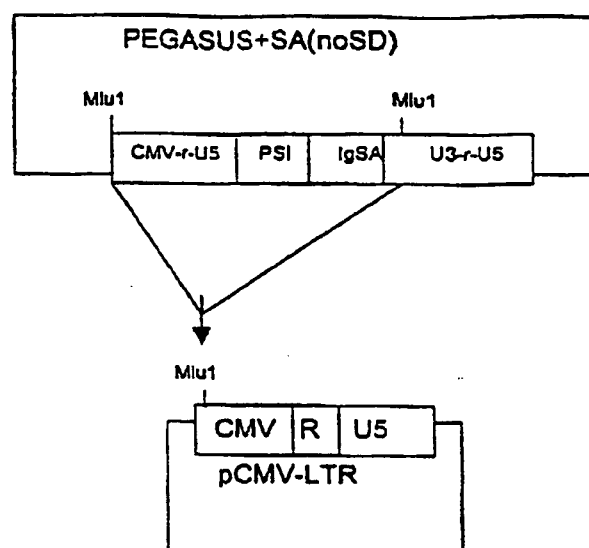 PEGASUS+SA(noSD)
Mlu1 Mlu1
CMV-r-U5 PSI IgSA U3-r-U5
Mlu1
CMV R U5
pCMV-LTR